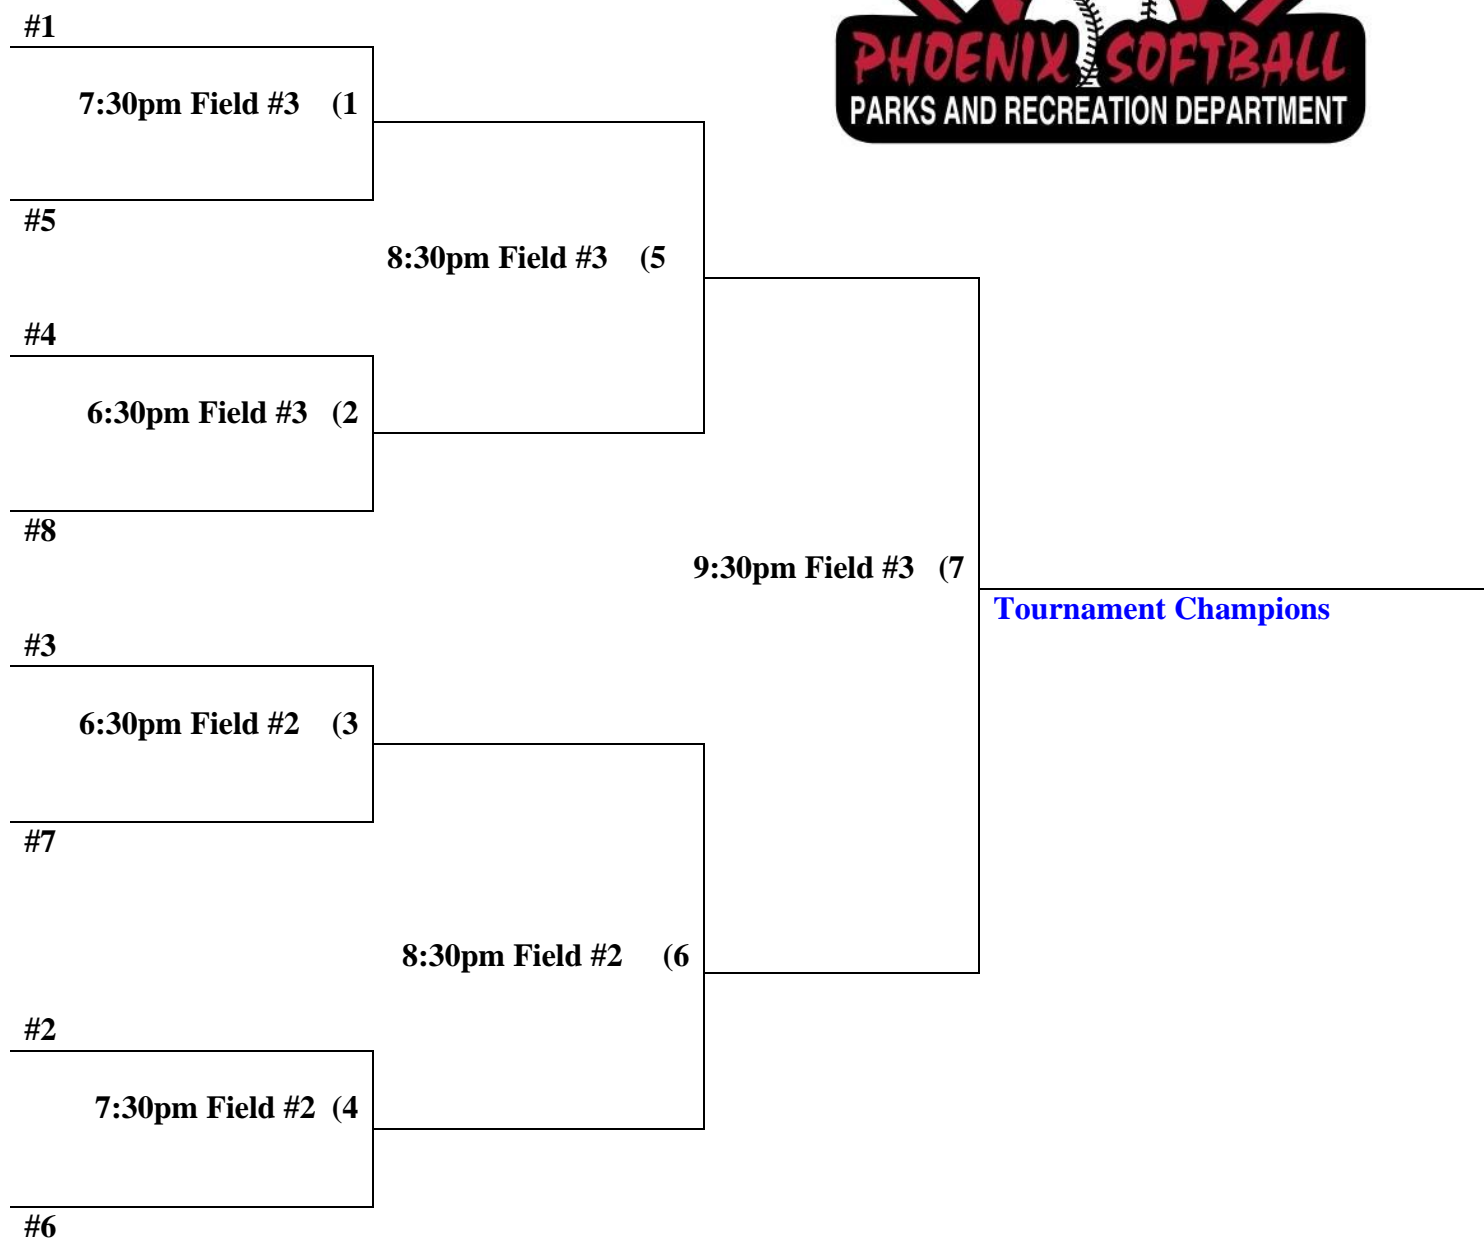 #1
PHOENIX SOFTBALL
7:30pm Field #3 (1
PARKS AND RECREATION DEPARTMENT
#5
8:30pm Field #3 (5
#4
6:30pm Field #3 (2
#8
9:30pm Field #3 (7
Tournament Champions
#3
6:30pm Field #2 (3
#7
8:30pm Field #2 (6
#2
7:30pm Field #2 (4
#6